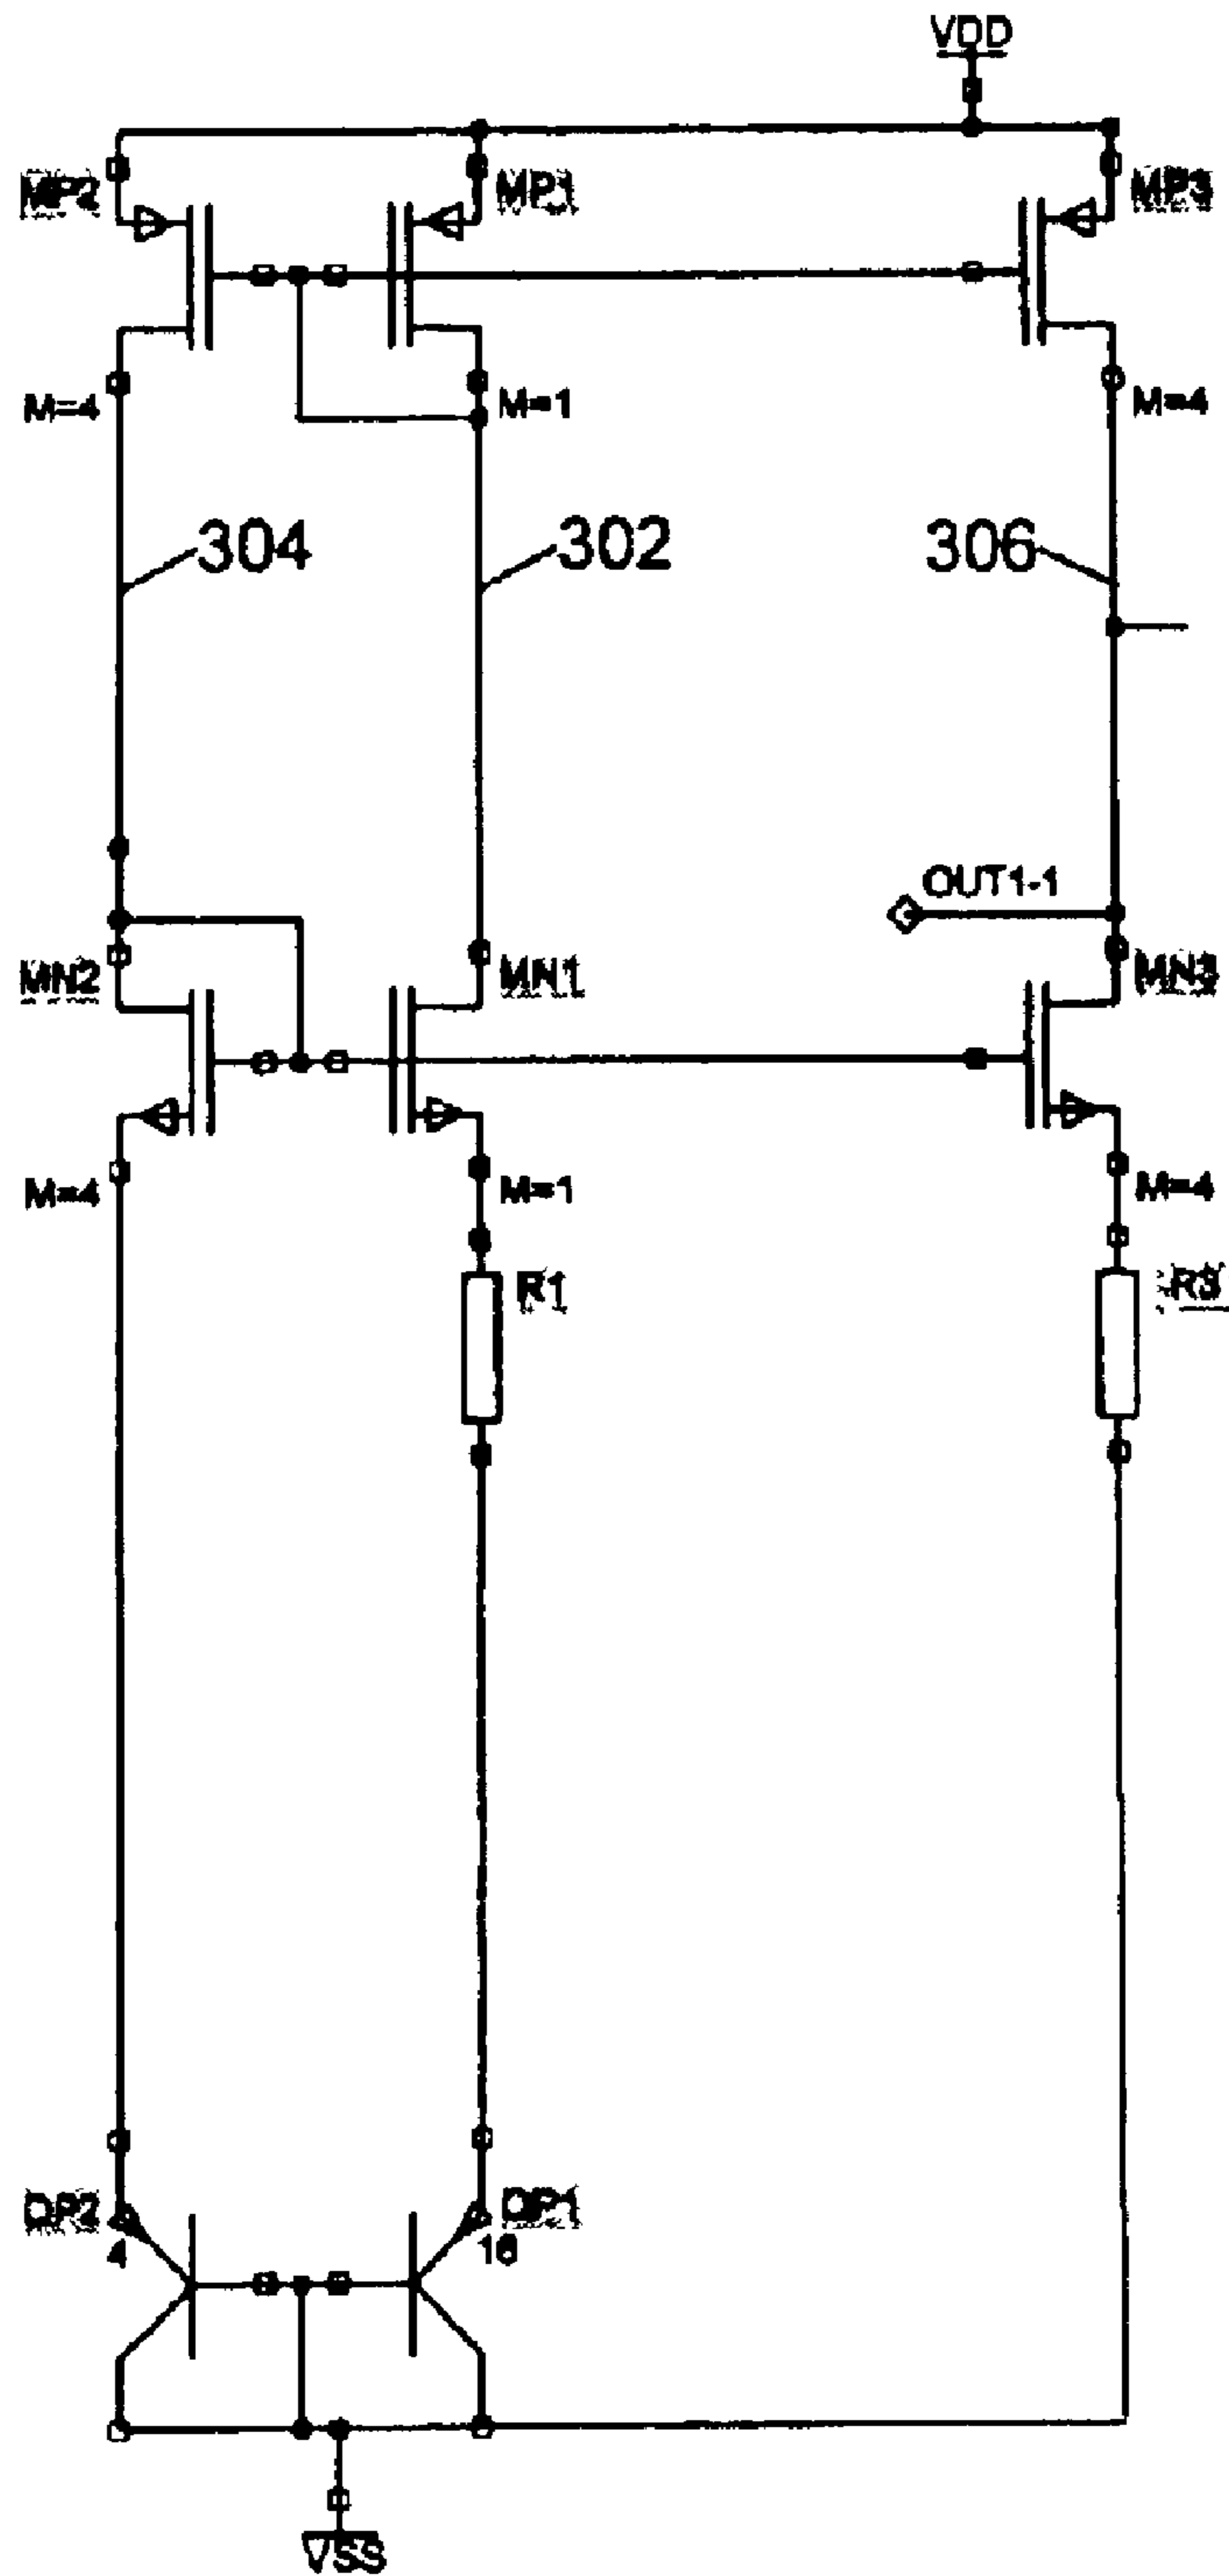 VDD
MP2
MP1
MP3
M=4
M=1
M=4
304
302
306
OUT1-1
MN2
MN1
MN3
M=4
M=1
M=4
R1
R3
QP2
QP1
4
16
VSS